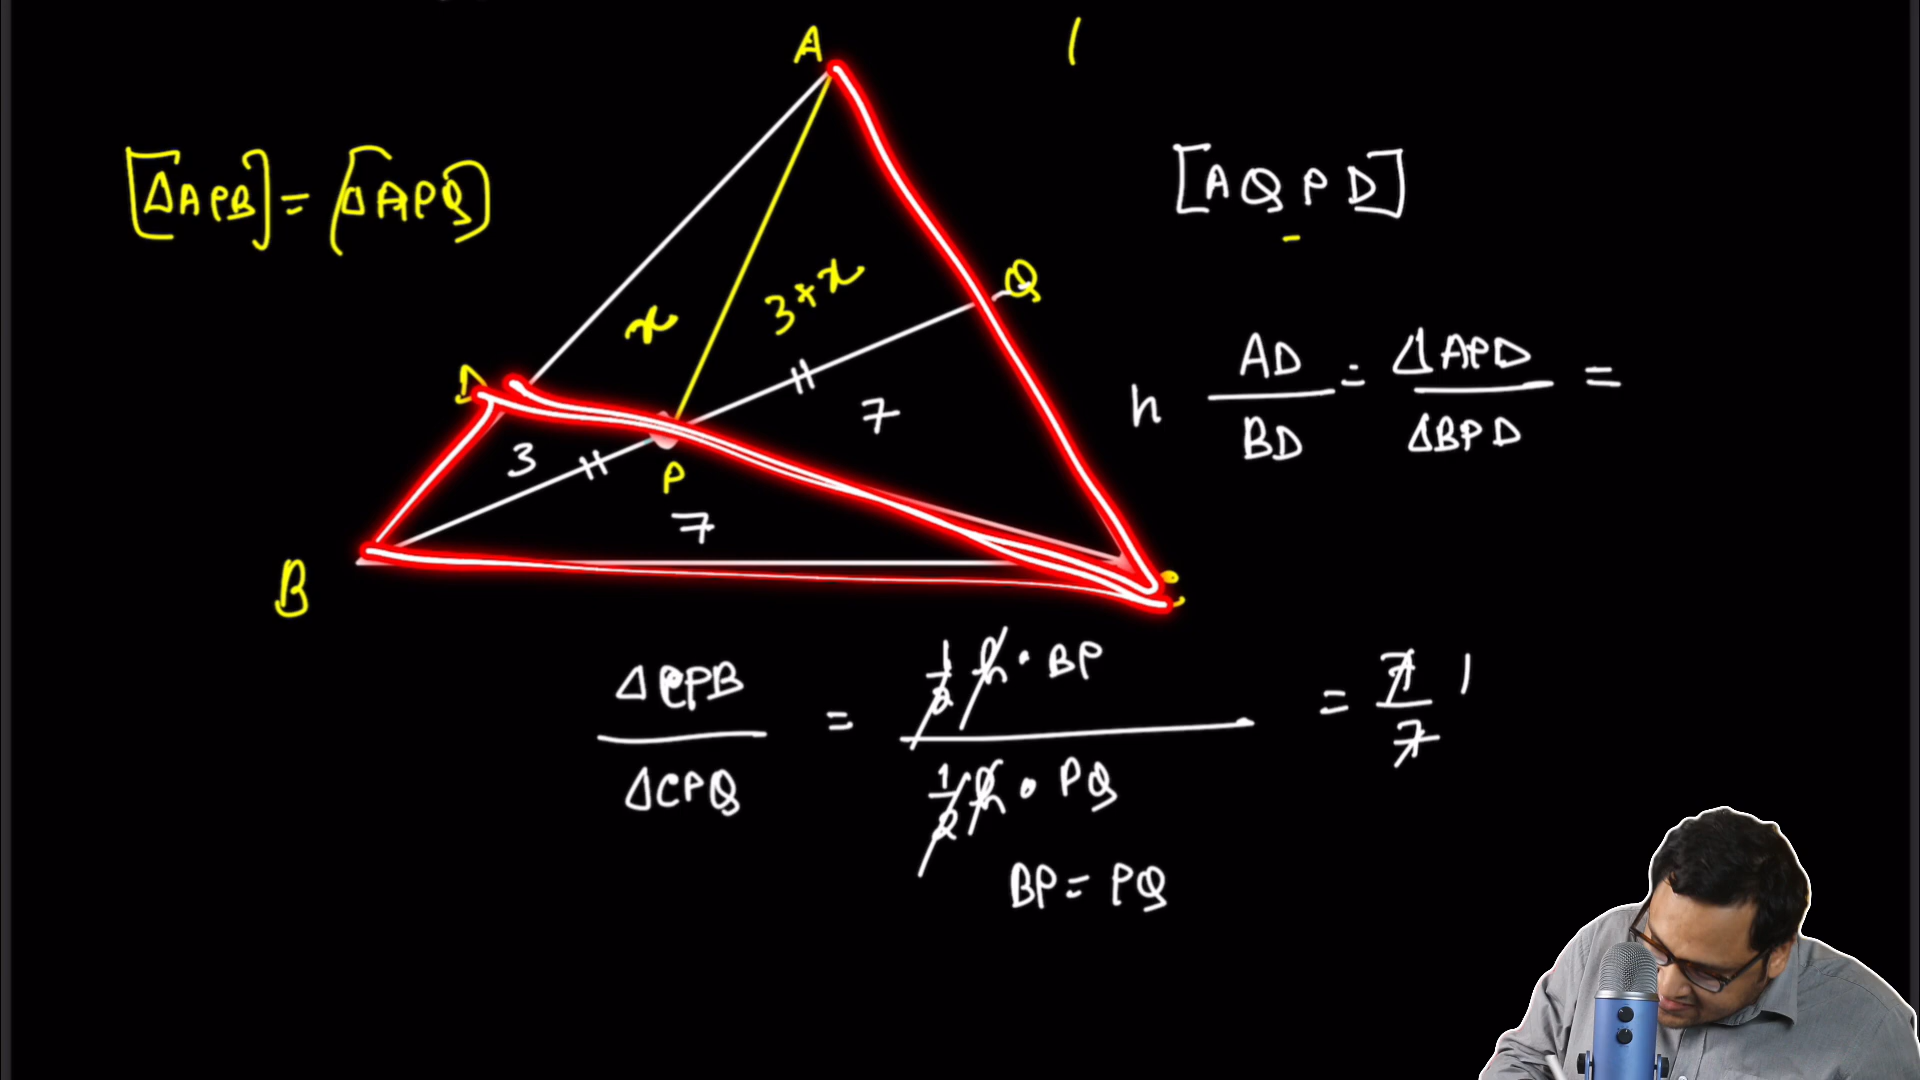 A
[ΔAPB] = [ΔAPQ]
[AQPD]
Q
x
3+x
AD/BD = ΔAPD/ΔBPD =
h
D
7
3
P
7
B
C
ΔCPB/ΔCPQ = 1/2 h · BP / 1/2 h · PQ = 7/7 1
BP = PQ